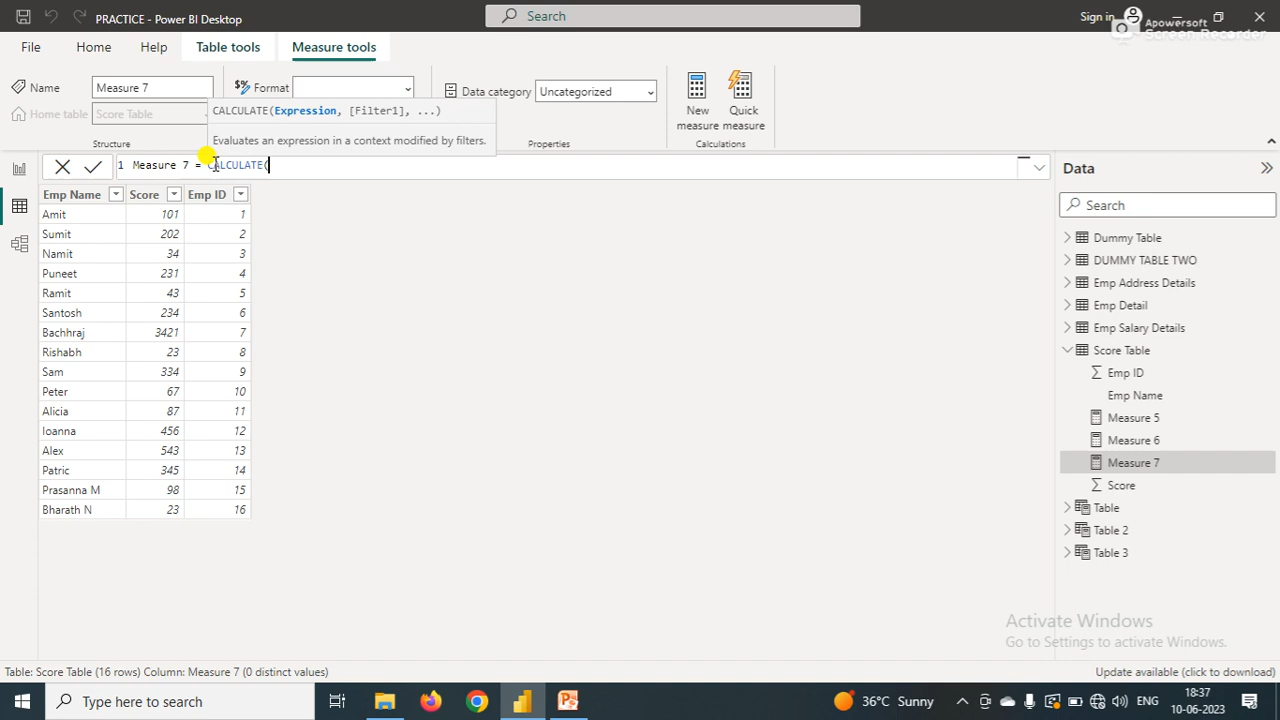 PRACTICE - Power BI Desktop
Search
Sign in
Apowersoft
Screen Recorder
File
Home
Help
Table tools
Measure tools
Name
Measure 7
Format
Data category
Uncategorized
New measure
Quick measure
Home table
Score Table
Structure
Properties
Calculations
CALCULATE(Expression, [Filter1], ...)
Evaluates an expression in a context modified by filters.
1 Measure 7 = CALCULATE(
Emp Name Score Emp ID
Amit 101 1
Sumit 202 2
Namit 34 3
Puneet 231 4
Ramit 43 5
Santosh 234 6
Bachhraj 3421 7
Rishabh 23 8
Sam 334 9
Peter 67 10
Alicia 87 11
Ioanna 456 12
Alex 543 13
Patric 345 14
Prasanna M 98 15
Bharath N 23 16
Data
Search
Dummy Table
DUMMY TABLE TWO
Emp Address Details
Emp Detail
Emp Salary Details
Score Table
Emp ID
Emp Name
Measure 5
Measure 6
Measure 7
Score
Table
Table 2
Table 3
Activate Windows
Go to Settings to activate Windows.
Table: Score Table (16 rows) Column: Measure 7 (0 distinct values)
Update available (click to download)
Type here to search
36°C Sunny
ENG
18:37
10-06-2023